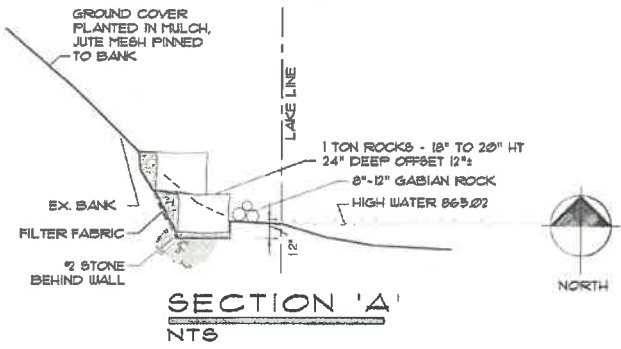 GROUND COVER
PLANTED IN MULCH,
JUTE MESH PINNED
TO BANK
LAKE LINE
1 TON ROCKS - 18" TO 20" HT
24" DEEP OFFSET 12"±
8"-12" GABIAN ROCK
HIGH WATER 863.02
EX. BANK
FILTER FABRIC
#2 STONE
BEHIND WALL
12"
NORTH
SECTION 'A'
NTS